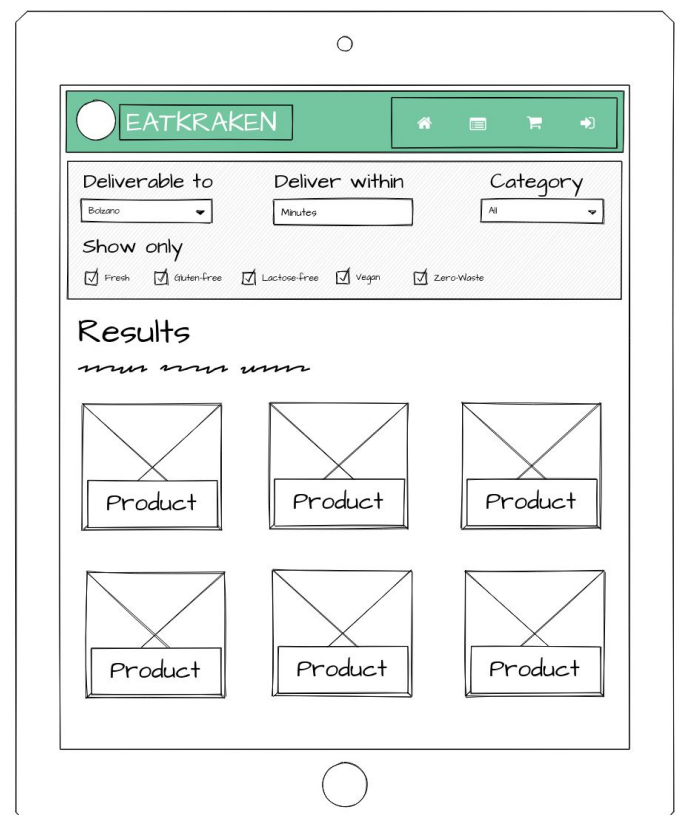 EATKRAKEN
Deliverable to Deliver within Category
Bolzano Minutes All
Show only
Fresh Gluten-free Lactose-free Vegan Zero-Waste
Results
Product Product Product
Product Product Product